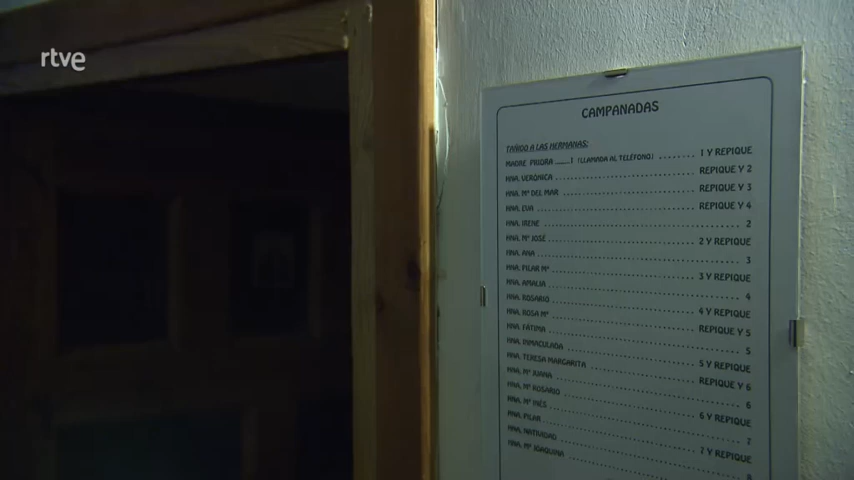 rtve
CAMPANADAS
TAÑIDO A LAS HERMANAS:
MADRE PRIORA ........1 (LLAMADA AL TELÉFONO) ........ 1 Y REPIQUE
HNA. VERÓNICA ........ REPIQUE Y 2
HNA. Mª DEL MAR ........ REPIQUE Y 3
HNA. EVA ........ REPIQUE Y 4
HNA. IRENE ........ 2
HNA. Mª JOSÉ ........ 2 Y REPIQUE
HNA. ANA ........ 3
HNA. PILAR Mª ........ 3 Y REPIQUE
HNA. AMALIA ........ 4
HNA. ROSARIO ........ 4 Y REPIQUE
HNA. ROSA Mª ........ REPIQUE Y 5
HNA. FÁTIMA ........ 5
HNA. INMACULADA ........ 5 Y REPIQUE
HNA. TERESA MARGARITA ........ REPIQUE Y 6
HNA. Mª JUANA ........ 6
HNA. Mª ROSARIO ........ 6 Y REPIQUE
HNA. Mª INÉS ........ 7
HNA. PILAR ........ 7 Y REPIQUE
HNA. NATIVIDAD ........ 8
HNA. Mª JOAQUINA ........